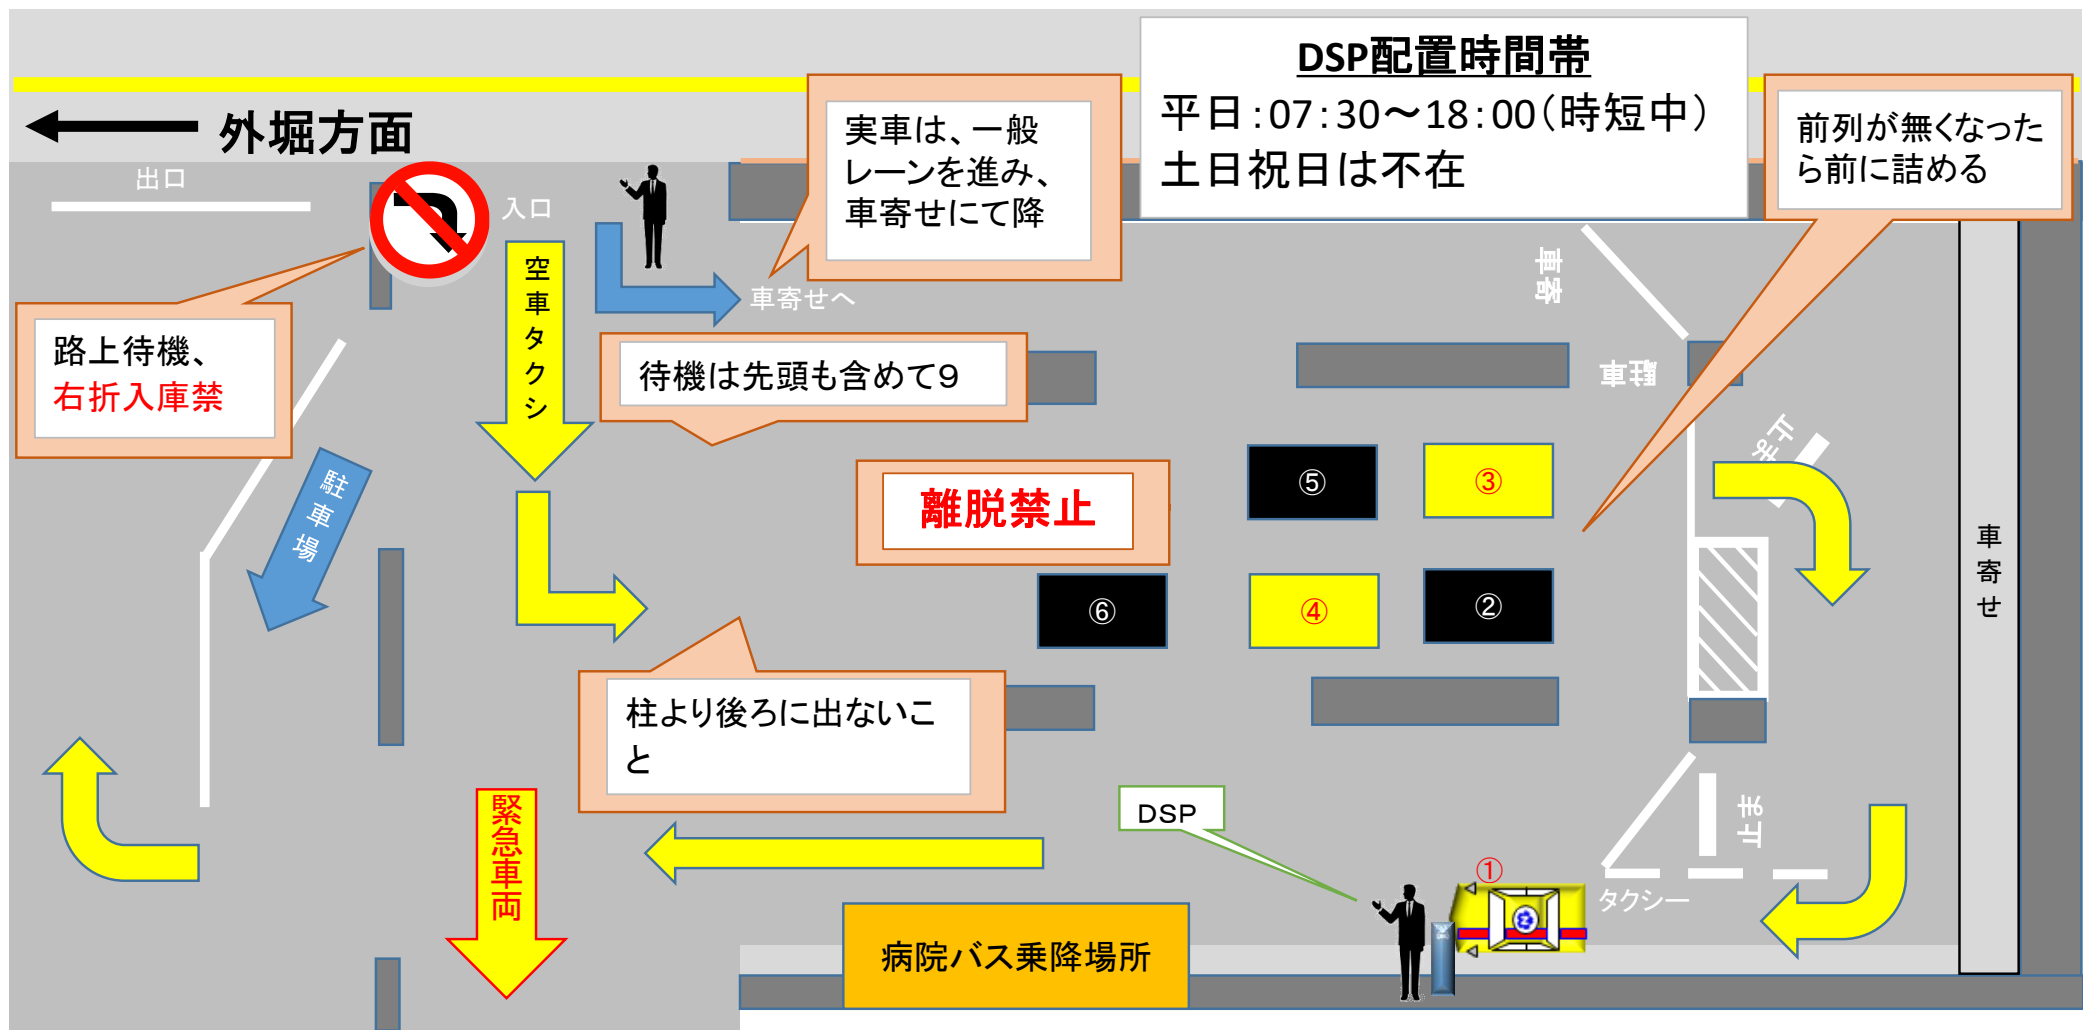 DSP配置時間帯
平日：07：30～18：00（時短中）
土日祝日は不在
外堀方面
出口
入口
実車は、一般
レーンを進み、
車寄せにて降
前列が無くなった
ら前に詰める
空車タクシ
車寄せへ
車寄
路上待機、
右折入庫禁
待機は先頭も含めて9
駐車
止ま
駐車場
離脱禁止
⑤
③
⑥
④
②
車寄せ
柱より後ろに出ないこ
と
緊急車両
DSP
止ま
①
タクシー
病院バス乗降場所